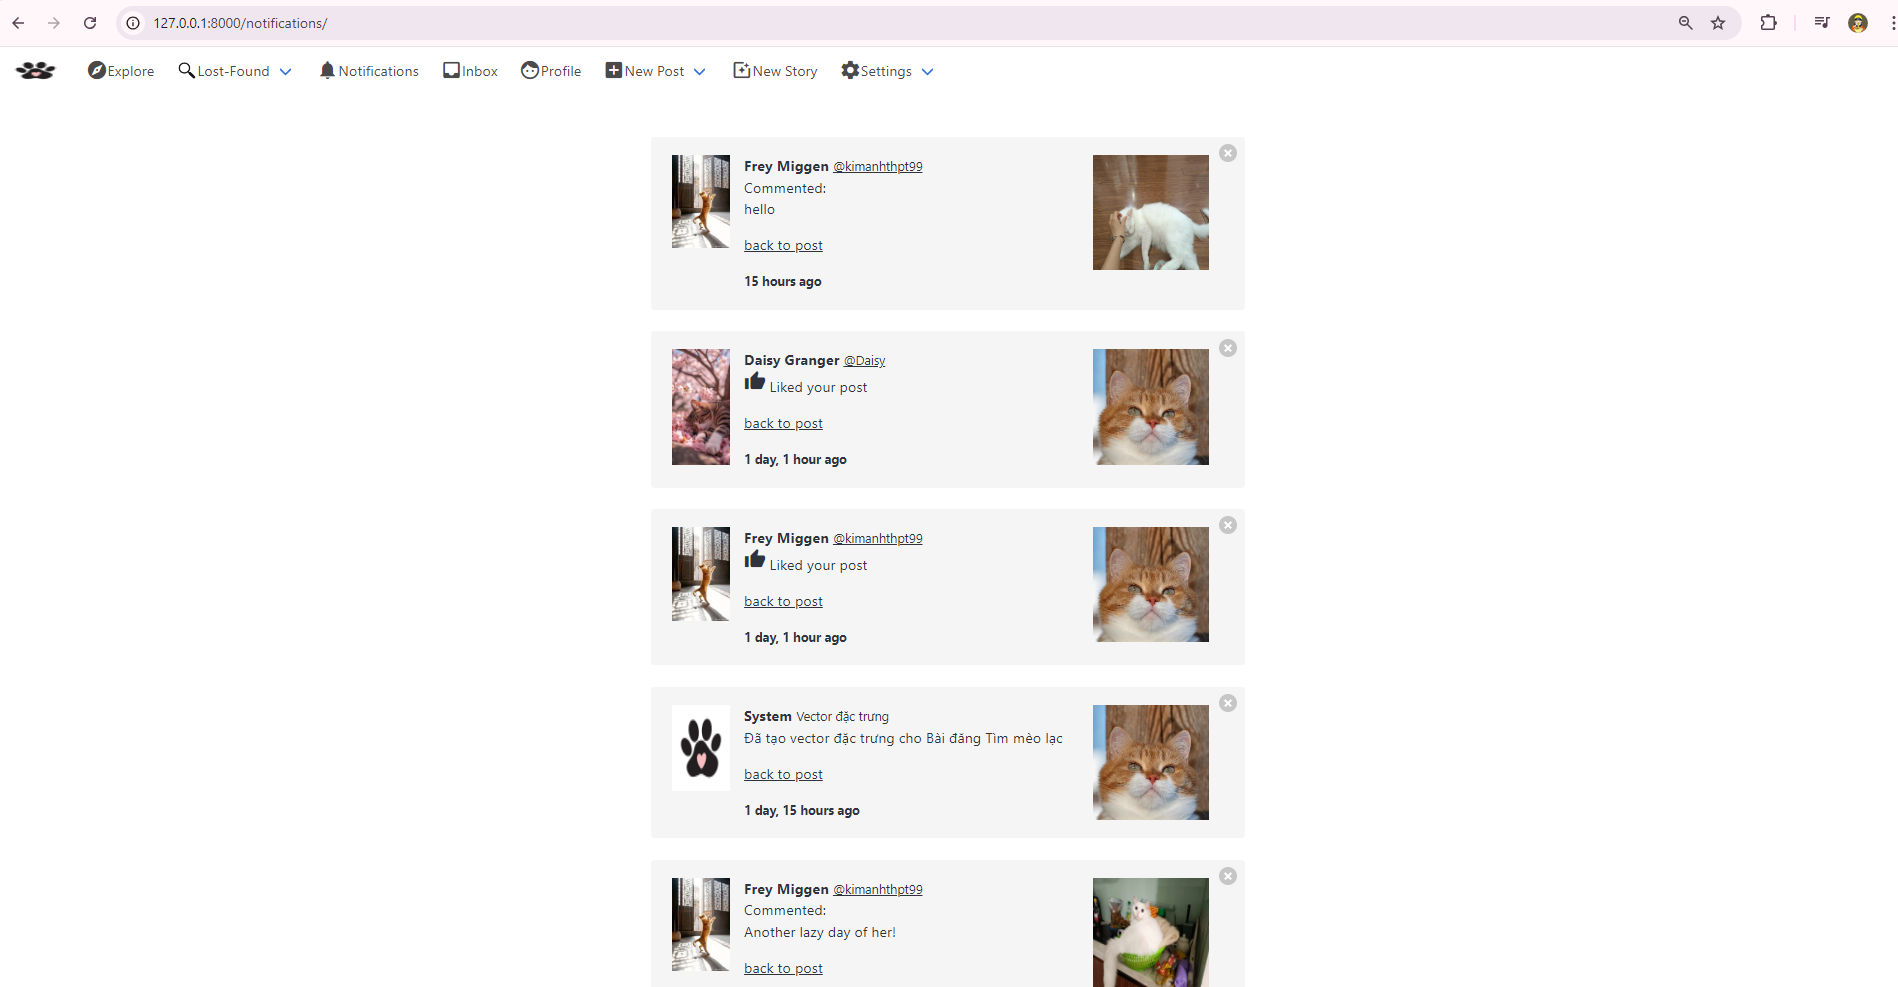 127.0.0.1:8000/notifications/
Explore Lost-Found Notifications Inbox Profile New Post New Story Settings
Frey Miggen @kimanhthpt99
Commented:
hello
back to post
15 hours ago
Daisy Granger @Daisy
Liked your post
back to post
1 day, 1 hour ago
Frey Miggen @kimanhthpt99
Liked your post
back to post
1 day, 1 hour ago
System Vector đặc trưng
Đã tạo vector đặc trưng cho Bài đăng Tìm mèo lạc
back to post
1 day, 15 hours ago
Frey Miggen @kimanhthpt99
Commented:
Another lazy day of her!
back to post